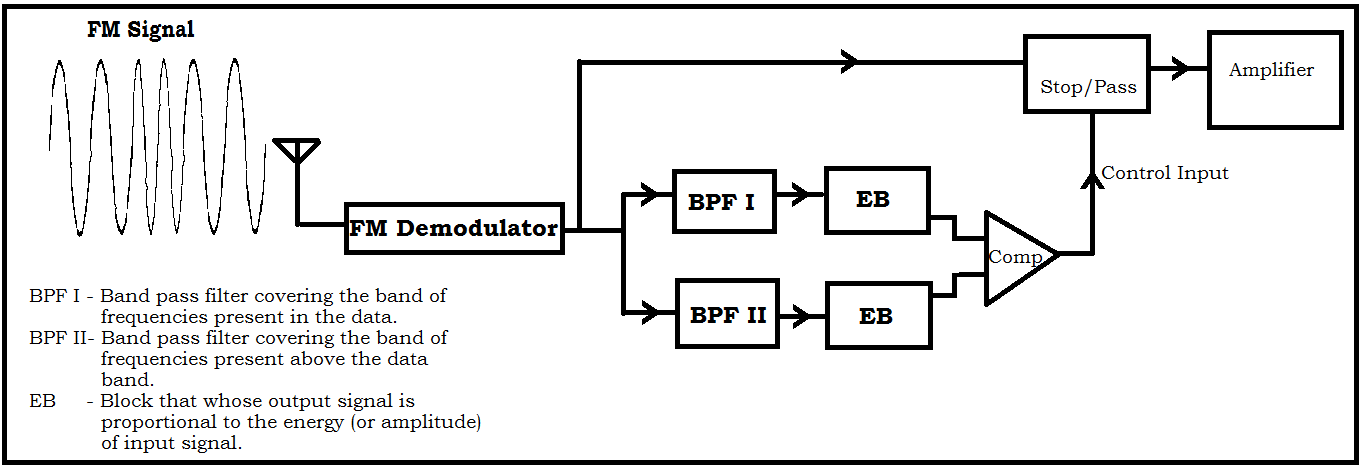 FM Signal
Stop/Pass
Amplifier
Control Input
BPF I
EB
FM Demodulator
Comp
BPF II
EB
BPF I - Band pass filter covering the band of
frequencies present in the data.
BPF II- Band pass filter covering the band of
frequencies present above the data
band.
EB - Block that whose output signal is
proportional to the energy (or amplitude)
of input signal.